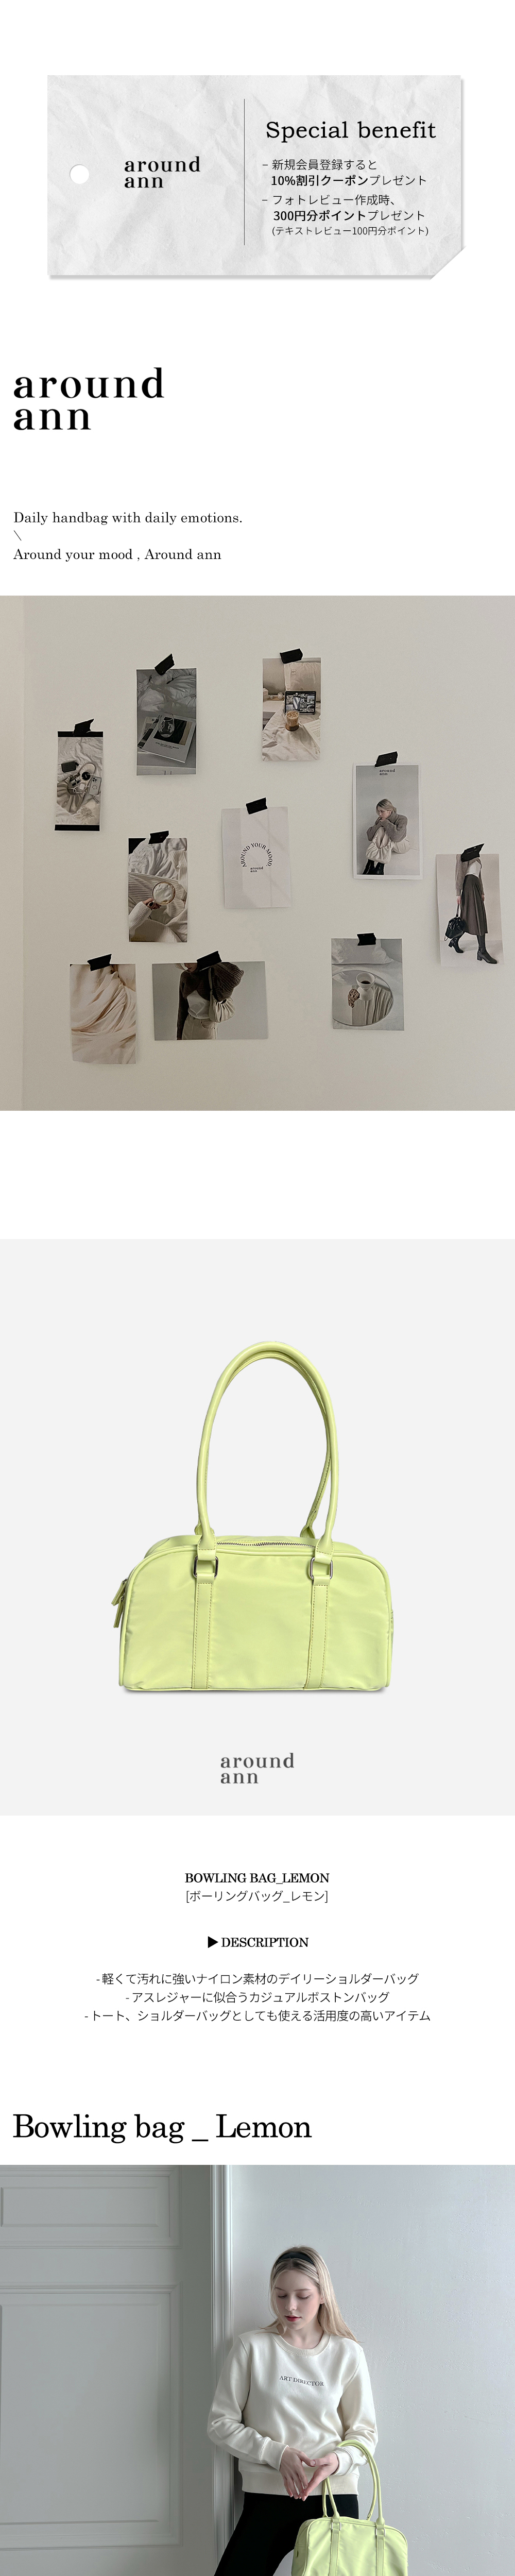 around
ann
Special benefit
– 新規会員登録すると
10%割引クーポンプレゼント
– フォトレビュー作成時、
300円分ポイントプレゼント
(テキストレビュー100円分ポイント)
around
ann
Daily handbag with daily emotions.
\
Around your mood , Around ann
around
ann
AROUND YOUR MOOD
around
ann
around
ann
BOWLING BAG_LEMON
[ボーリングバッグ_レモン]
▶ DESCRIPTION
- 軽くて汚れに強いナイロン素材のデイリーショルダーバッグ
- アスレジャーに似合うカジュアルボストンバッグ
- トート、ショルダーバッグとしても使える活用度の高いアイテム
Bowling bag _ Lemon
ART DIRECTOR